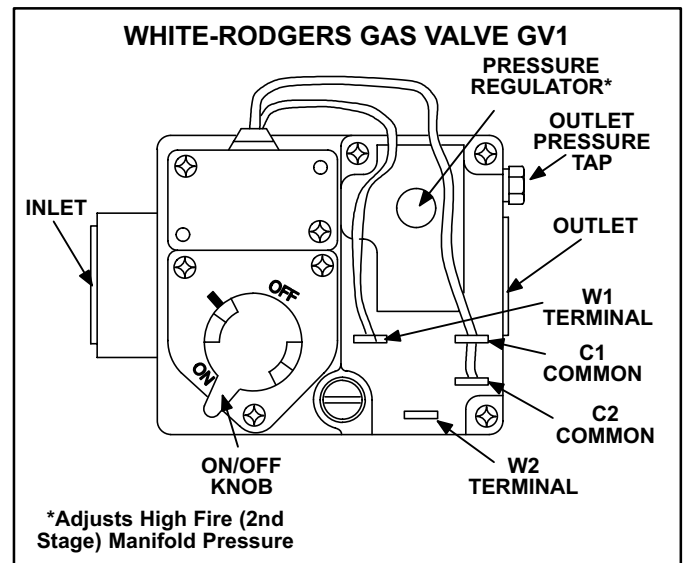 WHITE-RODGERS GAS VALVE GV1
PRESSURE
REGULATOR*
OUTLET
PRESSURE
TAP
INLET
OUTLET
OFF
W1
TERMINAL
ON
C1
COMMON
C2
COMMON
ON/OFF
KNOB
W2
TERMINAL
*Adjusts High Fire (2nd
Stage) Manifold Pressure